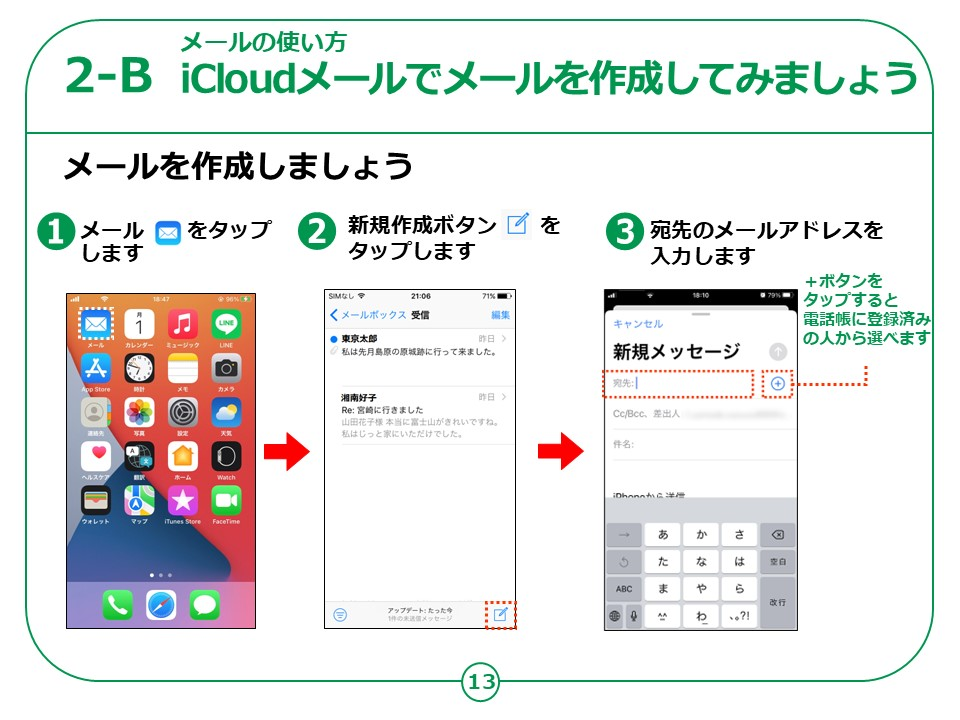 メールの使い方
2-B iCloudメールでメールを作成してみましょう
メールを作成しましょう
1 メール をタップ
します
2 新規作成ボタン を
タップします
3 宛先のメールアドレスを
入力します
＋ボタンを
タップすると
電話帳に登録済み
の人から選べます
18:47 96%
月
1
LINE
メール カレンダー ミュージック LINE
App Store 時計 メモ カメラ
連絡先 写真 設定 天気
ヘルスケア 翻訳 ホーム Watch
ウォレット マップ iTunes Store FaceTime
SIMなし 21:06 71%
メールボックス 受信 編集
東京太郎 昨日
私は先月島原の原城跡に行って来ました。
湘南好子 昨日
Re: 宮崎に行きました
山田花子様 本当に富士山がきれいですね。
私はじっと家にいただけでした。
アップデート: たった今
1件の未送信メッセージ
18:10 79%
キャンセル
新規メッセージ
宛先:
Cc/Bcc、差出人
件名:
iPhoneから送信
→ あ か さ
た な は 空白
ABC ま や ら 改行
^^ わ 、。?!
13